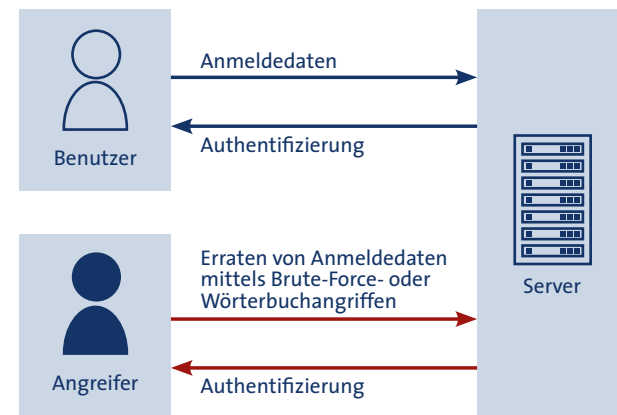 Anmeldedaten
Benutzer
Authentifizierung
Erraten von Anmeldedaten
mittels Brute-Force- oder
Wörterbuchangriffen
Server
Angreifer
Authentifizierung